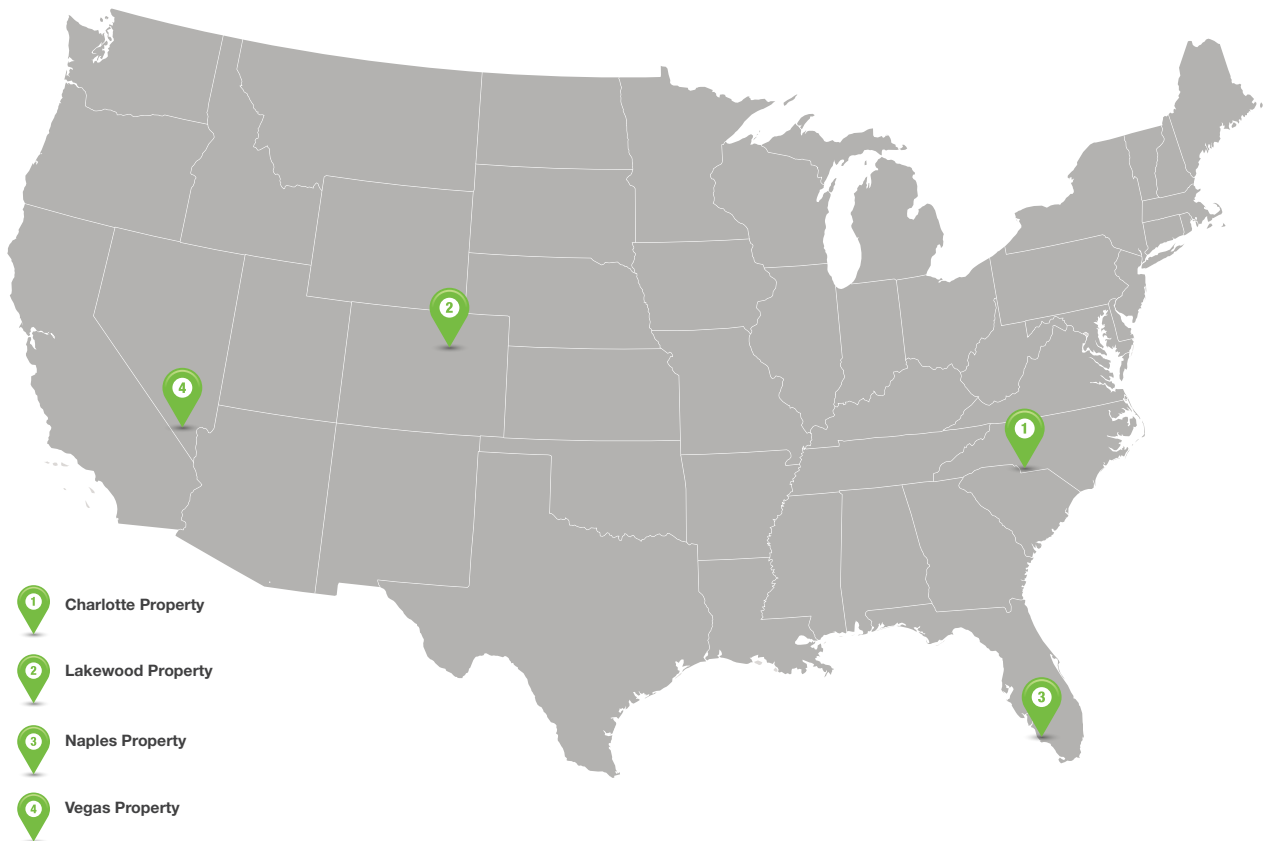 2
4
1
3
1 Charlotte Property
2 Lakewood Property
3 Naples Property
4 Vegas Property